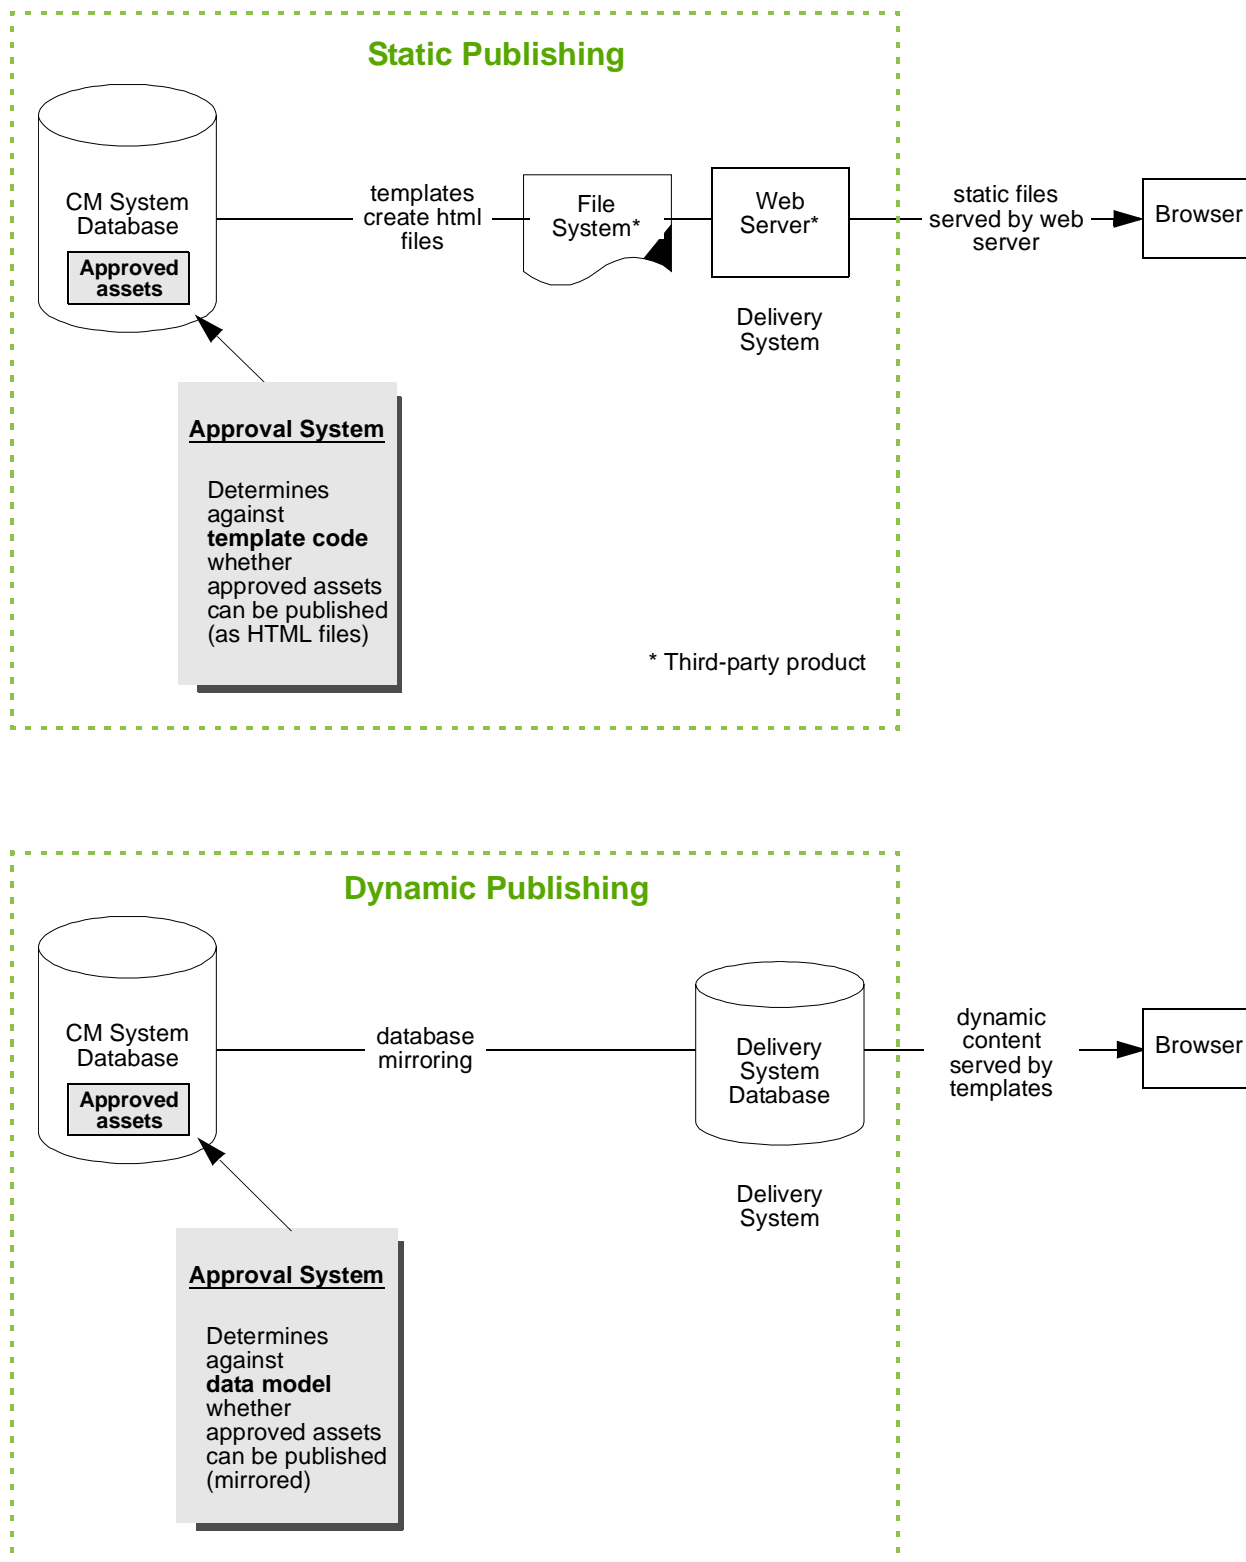 Static Publishing
CM System
Database
Approved
assets
templates
create html
files
File
System*
Web
Server*
Delivery
System
static files
served by web
server
Browser
Approval System
Determines
against
template code
whether
approved assets
can be published
(as HTML files)
* Third-party product
Dynamic Publishing
CM System
Database
Approved
assets
database
mirroring
Delivery
System
Database
Delivery
System
dynamic
content
served by
templates
Browser
Approval System
Determines
against
data model
whether
approved assets
can be published
(mirrored)